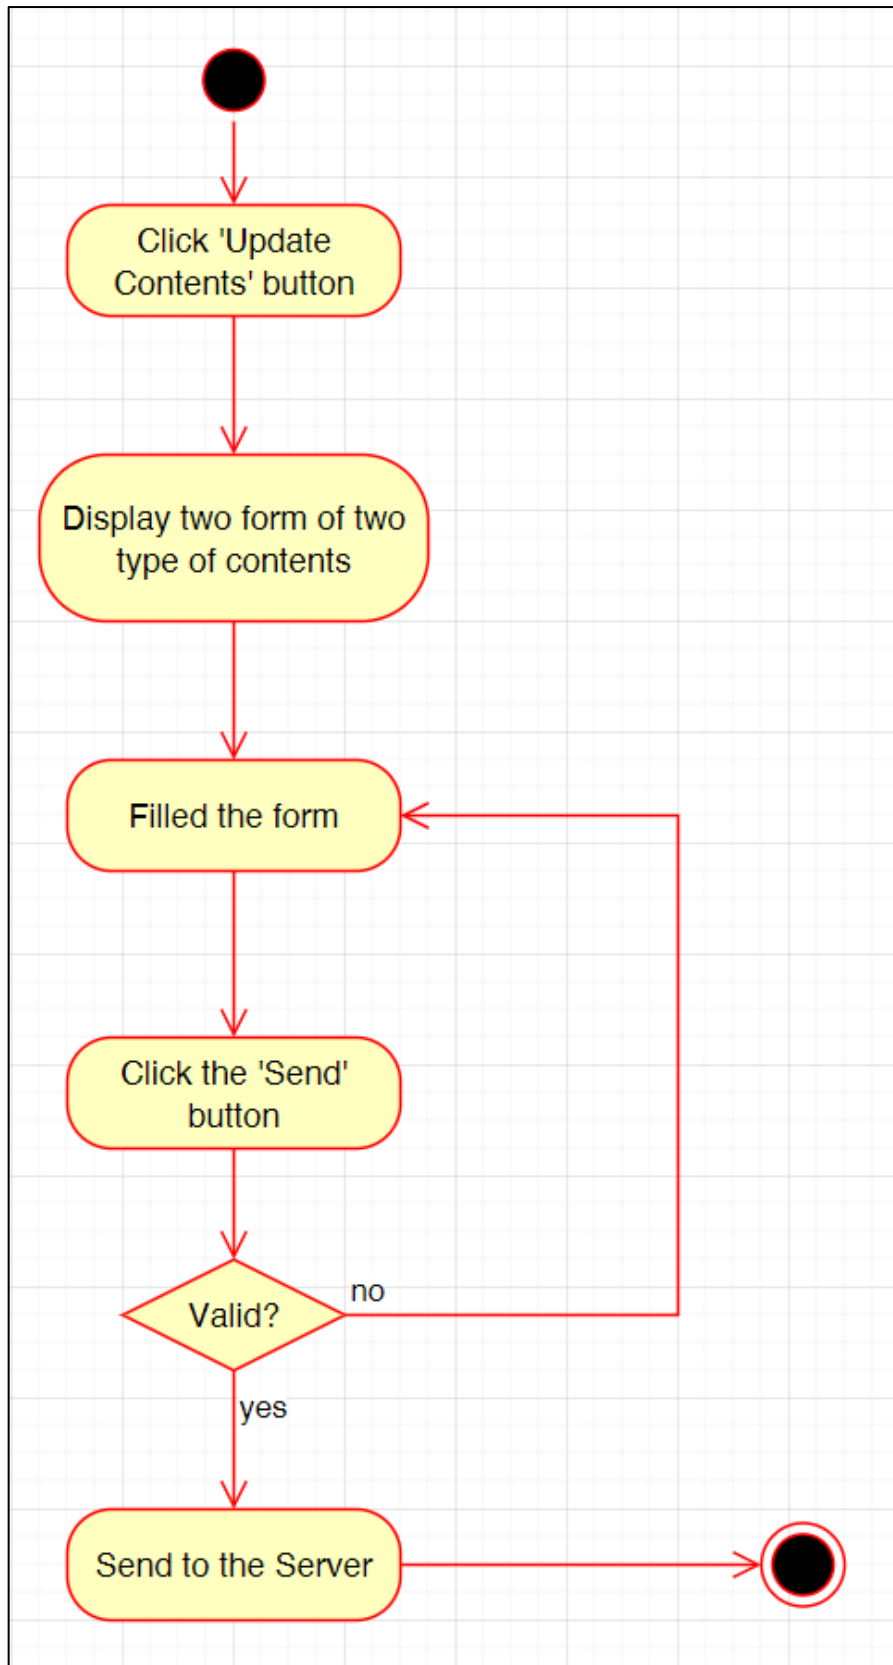 Click 'Update
Contents' button
Display two form of two
type of contents
Filled the form
Click the 'Send'
button
Valid?
no
yes
Send to the Server